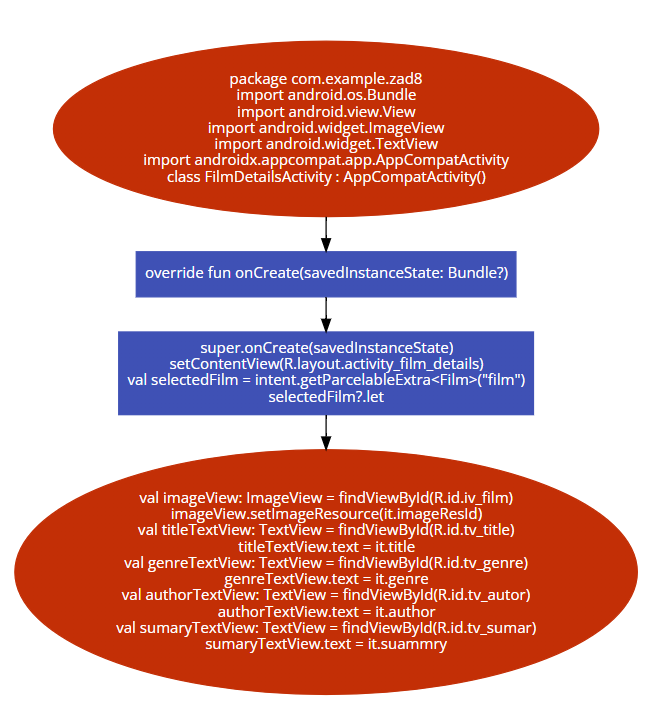 package com.example.zad8
import android.os.Bundle
import android.view.View
import android.widget.ImageView
import android.widget.TextView
import androidx.appcompat.app.AppCompatActivity
class FilmDetailsActivity : AppCompatActivity()
override fun onCreate(savedInstanceState: Bundle?)
super.onCreate(savedInstanceState)
setContentView(R.layout.activity_film_details)
val selectedFilm = intent.getParcelableExtra<Film>("film")
selectedFilm?.let
val imageView: ImageView = findViewById(R.id.iv_film)
imageView.setImageResource(it.imageResId)
val titleTextView: TextView = findViewById(R.id.tv_title)
titleTextView.text = it.title
val genreTextView: TextView = findViewById(R.id.tv_genre)
genreTextView.text = it.genre
val authorTextView: TextView = findViewById(R.id.tv_autor)
authorTextView.text = it.author
val sumaryTextView: TextView = findViewById(R.id.tv_sumar)
sumaryTextView.text = it.suammry